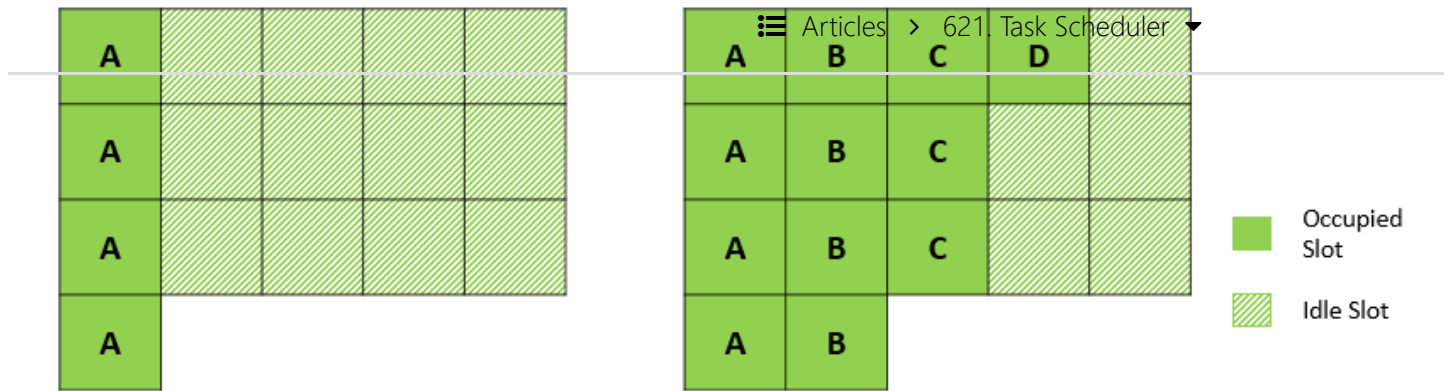 Articles > 621. Task Scheduler
A A B C D
A A B C
A A B C
A A B
Occupied
Slot
Idle Slot